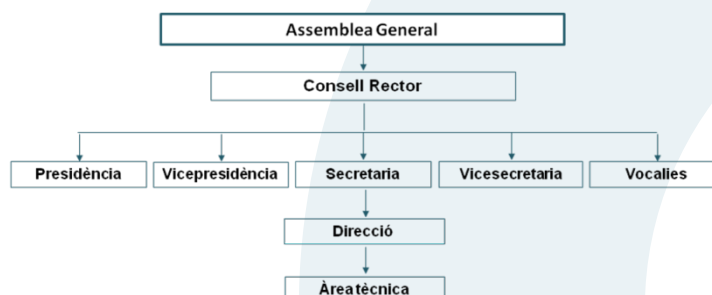 Assemblea General
Consell Rector
Presidència
Vicepresidència
Secretaria
Vicesecretaria
Vocalies
Direcció
Àrea tècnica